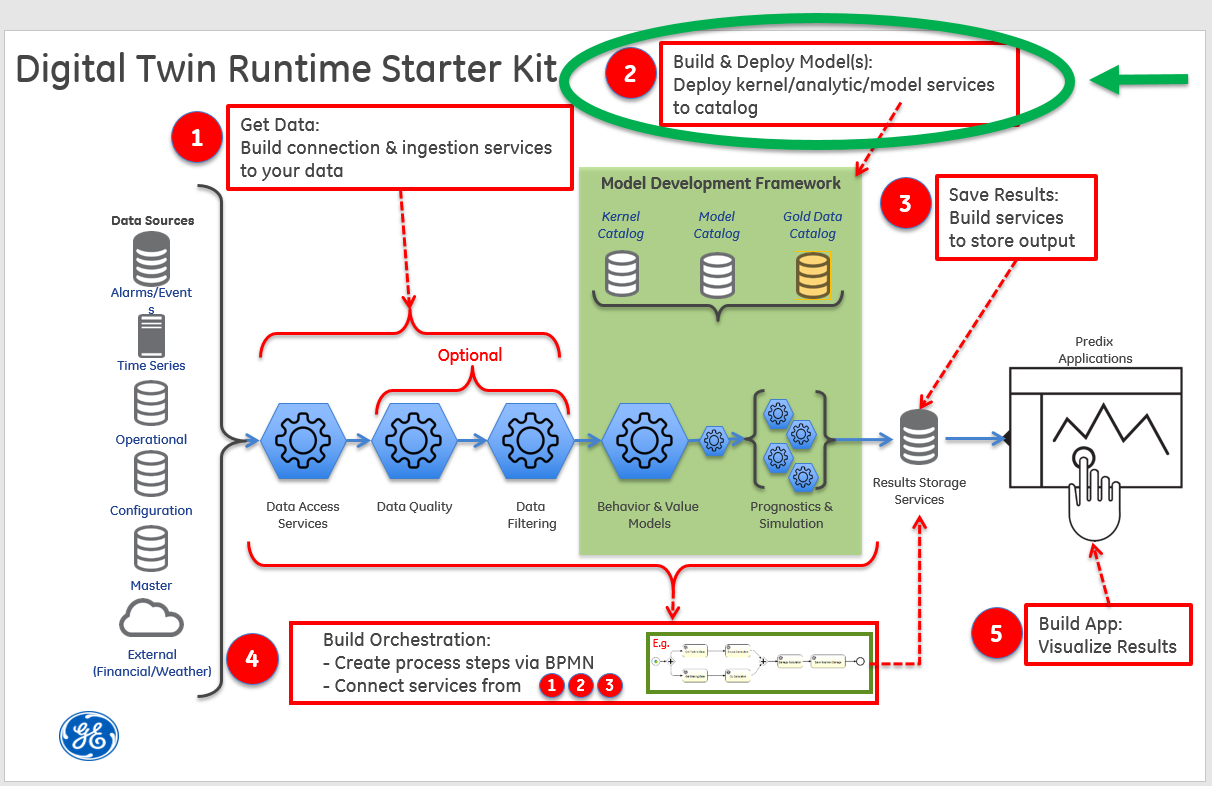 Digital Twin Runtime Starter Kit
2
Build & Deploy Model(s):
Deploy kernel/analytic/model services
to catalog
1
Get Data:
Build connection & ingestion services
to your data
3
Save Results:
Build services
to store output
Model Development Framework
Kernel
Catalog
Model
Catalog
Gold Data
Catalog
Data Sources
Alarms/Event
s
Time Series
Operational
Configuration
Master
External
(Financial/Weather)
Optional
Data Access
Services
Data Quality
Data
Filtering
Behavior & Value
Models
Prognostics &
Simulation
Results Storage
Services
Predix
Applications
4
Build Orchestration:
- Create process steps via BPMN
- Connect services from 1 2 3
E.g.
5
Build App:
Visualize Results
GE